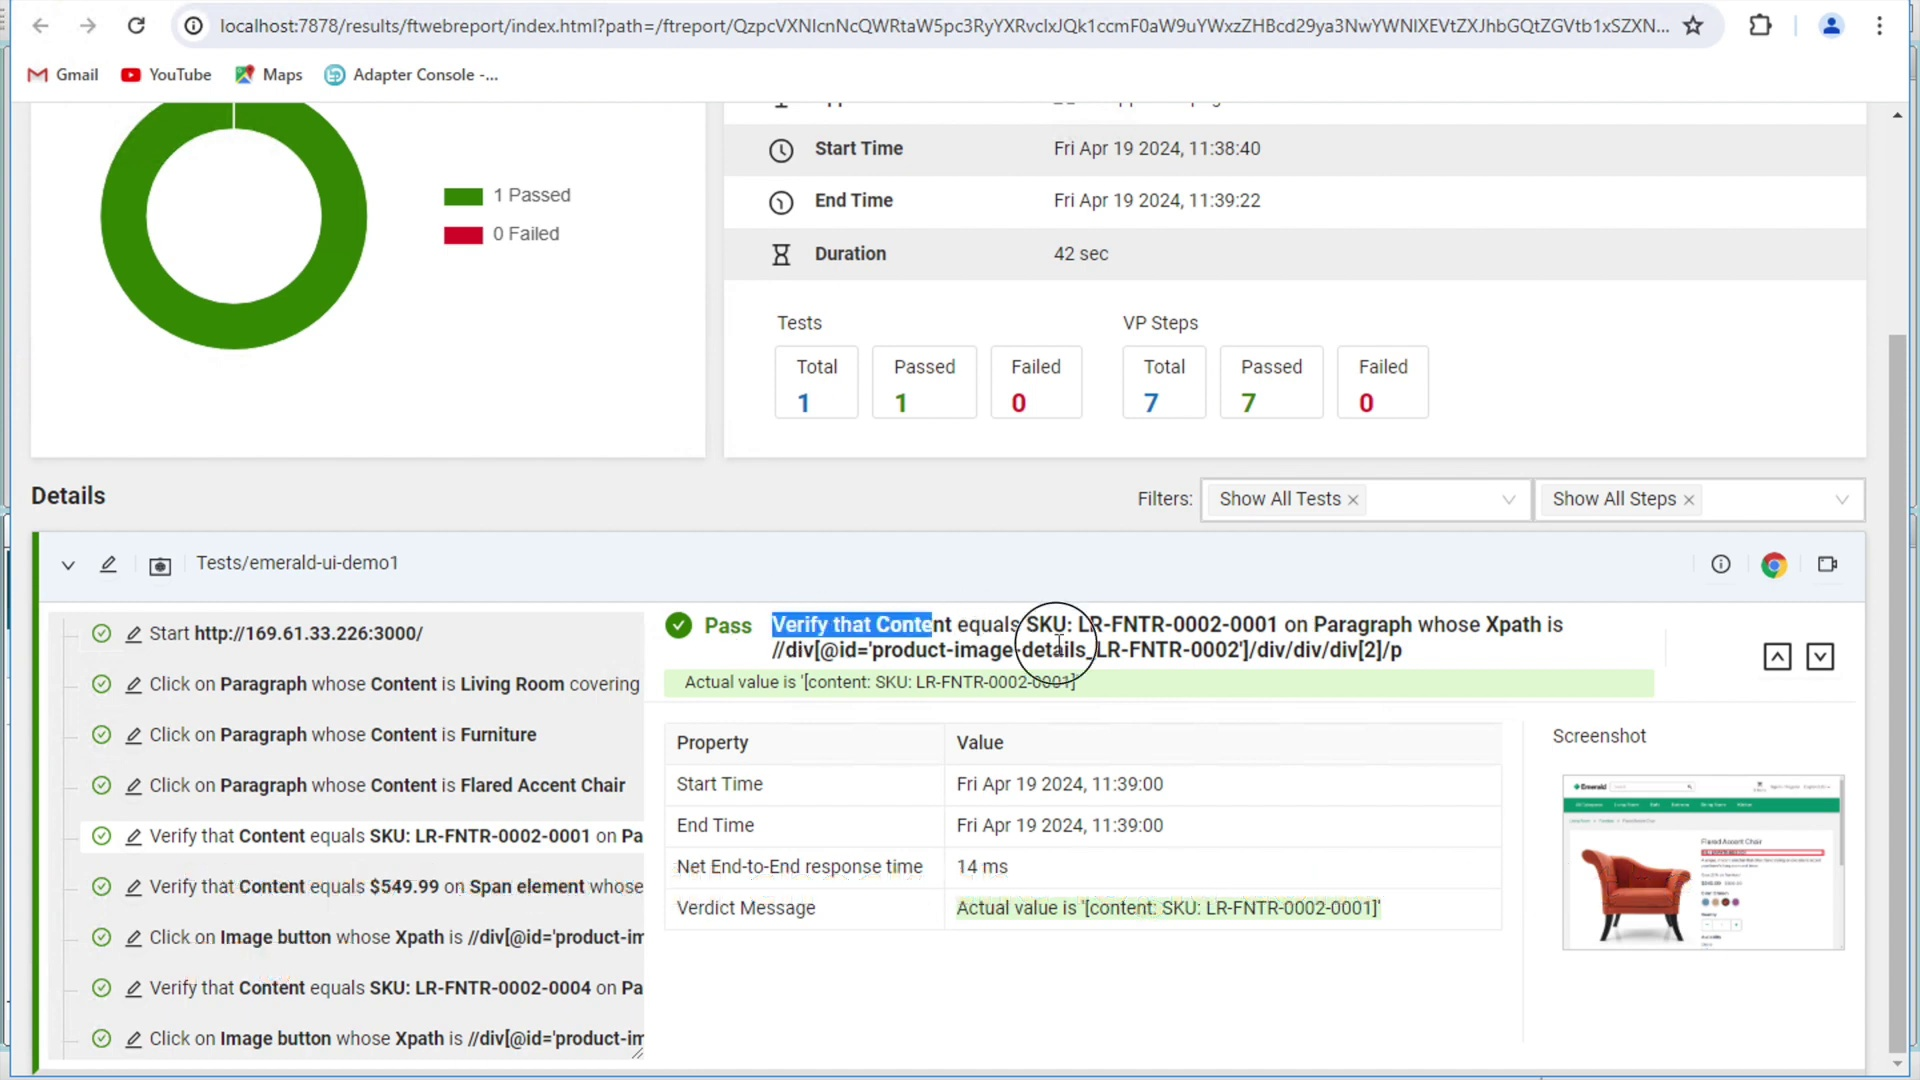 localhost:7878/results/ftwebreport/index.html?path=/ftreport/QzpcVXNlcnNcQWRtaW5pc3RyYXRvclxJQk1ccmF0aW9uYWxzZHBcd29ya3NwYWNlXEVtZXJhbGQtZGVtb1xSZXN...
Gmail
YouTube
Maps
Adapter Console -...
1 Passed
0 Failed
Start Time Fri Apr 19 2024, 11:38:40
End Time Fri Apr 19 2024, 11:39:22
Duration 42 sec
Tests
Total Passed Failed
1 1 0
VP Steps
Total Passed Failed
7 7 0
Details
Filters: Show All Tests × Show All Steps ×
Tests/emerald-ui-demo1
Start http://169.61.33.226:3000/
Click on Paragraph whose Content is Living Room covering
Click on Paragraph whose Content is Furniture
Click on Paragraph whose Content is Flared Accent Chair
Verify that Content equals SKU: LR-FNTR-0002-0001 on Pa
Verify that Content equals $549.99 on Span element whose
Click on Image button whose Xpath is //div[@id='product-im
Verify that Content equals SKU: LR-FNTR-0002-0004 on Pa
Click on Image button whose Xpath is //div[@id='product-im
Pass
Verify that Content equals SKU: LR-FNTR-0002-0001 on Paragraph whose Xpath is
//div[@id='product-image-details_LR-FNTR-0002']/div/div/div[2]/p
Actual value is '[content: SKU: LR-FNTR-0002-0001]'
Property Value
Start Time Fri Apr 19 2024, 11:39:00
End Time Fri Apr 19 2024, 11:39:00
Net End-to-End response time 14 ms
Verdict Message Actual value is '[content: SKU: LR-FNTR-0002-0001]'
Screenshot
Emerald
Flared Accent Chair